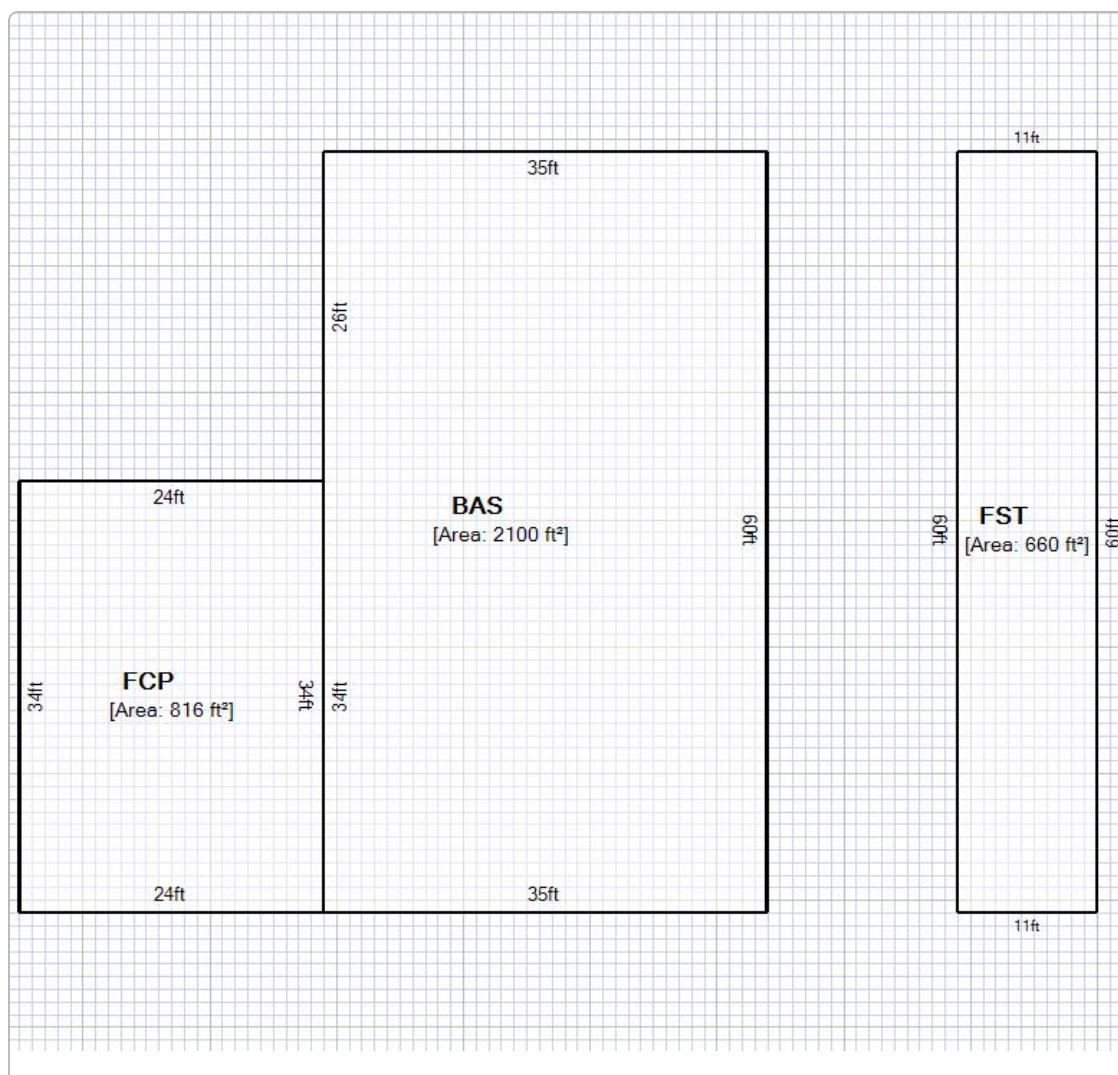 11ft
35ft
26ft
24ft
BAS
[Area: 2100 ft²]
60ft
60ft
FST
[Area: 660 ft²]
60ft
FCP
[Area: 816 ft²]
34ft
34ft
34ft
24ft
35ft
11ft